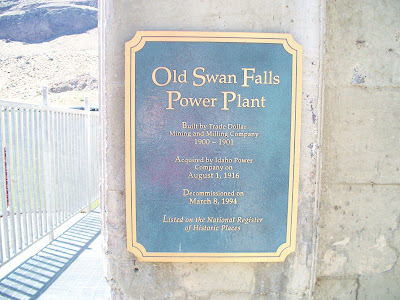 Old Swan Falls
Power Plant
Built by Trade Dollar
Mining and Milling Company
1900 – 1901
Acquired by Idaho Power
Company on
August 1, 1916
Decommissioned on
March 8, 1994
Listed on the National Register
of Historic Places